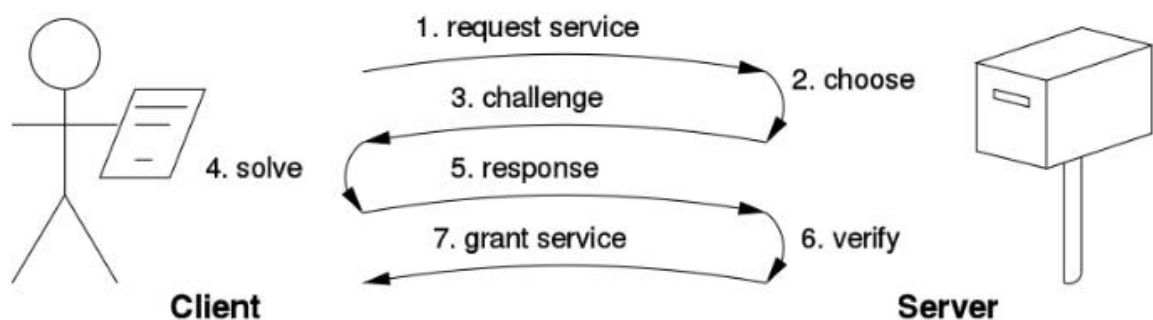 1. request service
2. choose
3. challenge
4. solve
5. response
7. grant service
6. verify
Client
Server